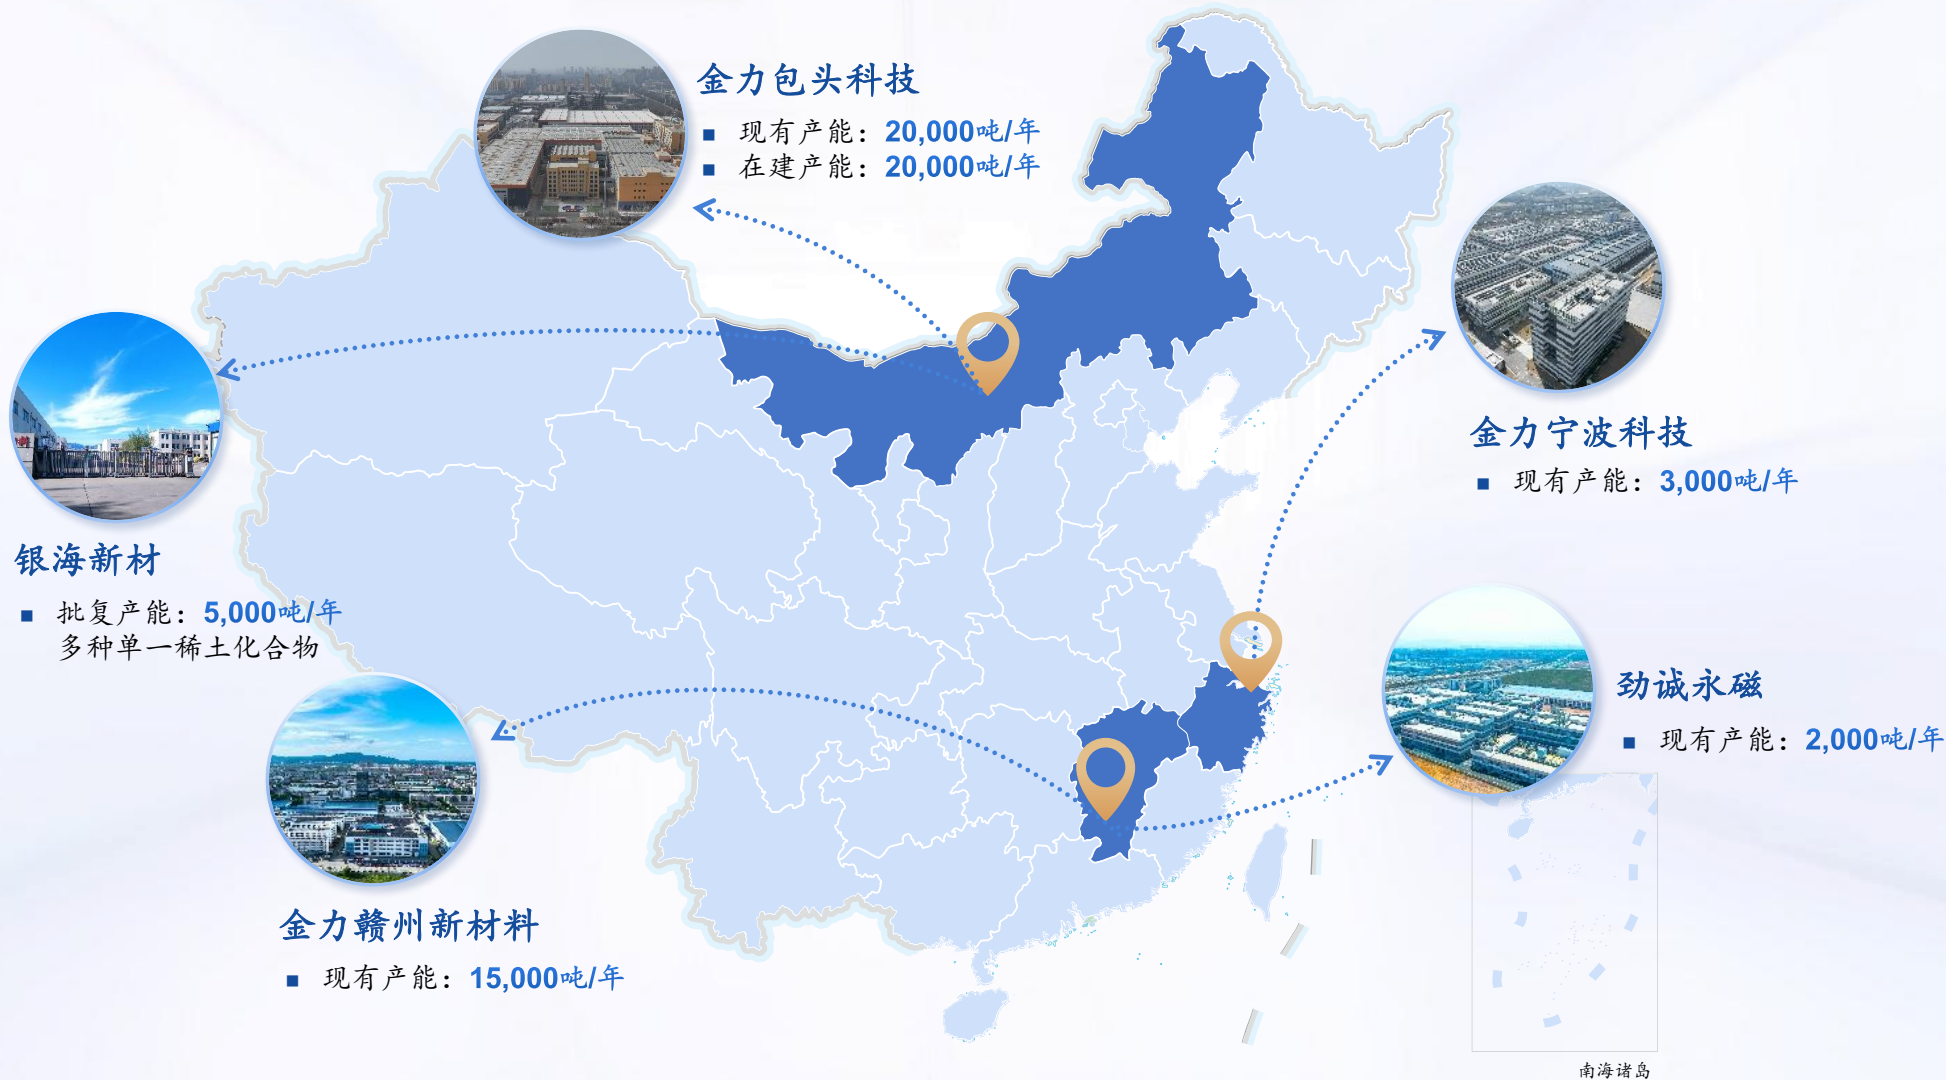 金力包头科技
■ 现有产能：20,000吨/年
■ 在建产能：20,000吨/年
金力宁波科技
■ 现有产能：3,000吨/年
银海新材
■ 批复产能：5,000吨/年
多种单一稀土化合物
劲诚永磁
■ 现有产能：2,000吨/年
金力赣州新材料
■ 现有产能：15,000吨/年
南海诸岛